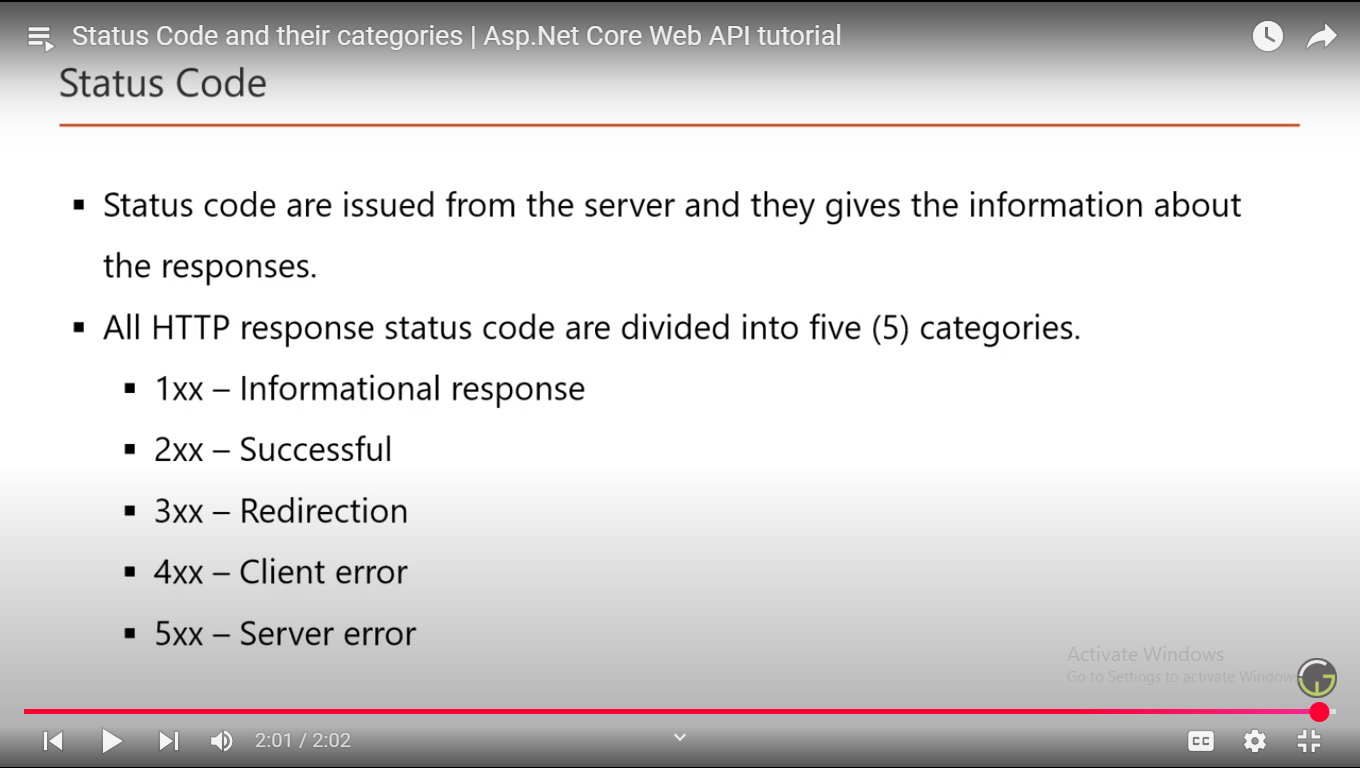 Status Code and their categories | Asp.Net Core Web API tutorial
Status Code
▪ Status code are issued from the server and they gives the information about
the responses.
▪ All HTTP response status code are divided into five (5) categories.
▪ 1xx – Informational response
▪ 2xx – Successful
▪ 3xx – Redirection
▪ 4xx – Client error
▪ 5xx – Server error
Activate Windows
Go to Settings to activate Window
2:01 / 2:02
CC